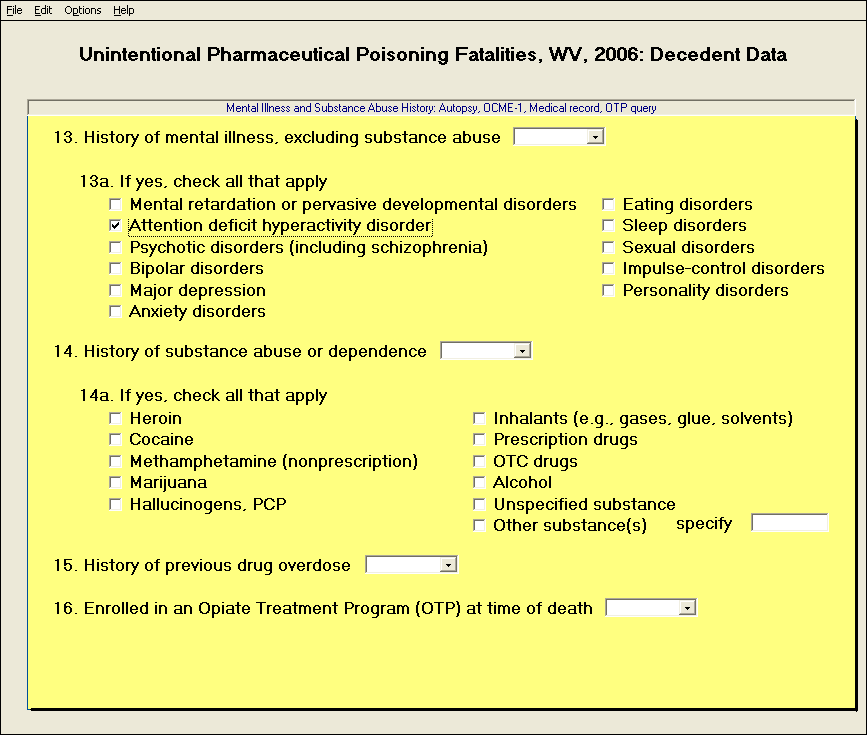 File Edit Options Help
Unintentional Pharmaceutical Poisoning Fatalities, WV, 2006: Decedent Data
Mental Illness and Substance Abuse History: Autopsy, OCME-1, Medical record, OTP query
13. History of mental illness, excluding substance abuse
13a. If yes, check all that apply
Mental retardation or pervasive developmental disorders Eating disorders
Attention deficit hyperactivity disorder Sleep disorders
Psychotic disorders (including schizophrenia) Sexual disorders
Bipolar disorders Impulse-control disorders
Major depression Personality disorders
Anxiety disorders
14. History of substance abuse or dependence
14a. If yes, check all that apply
Heroin Inhalants (e.g., gases, glue, solvents)
Cocaine Prescription drugs
Methamphetamine (nonprescription) OTC drugs
Marijuana Alcohol
Hallucinogens, PCP Unspecified substance
Other substance(s) specify
15. History of previous drug overdose
16. Enrolled in an Opiate Treatment Program (OTP) at time of death